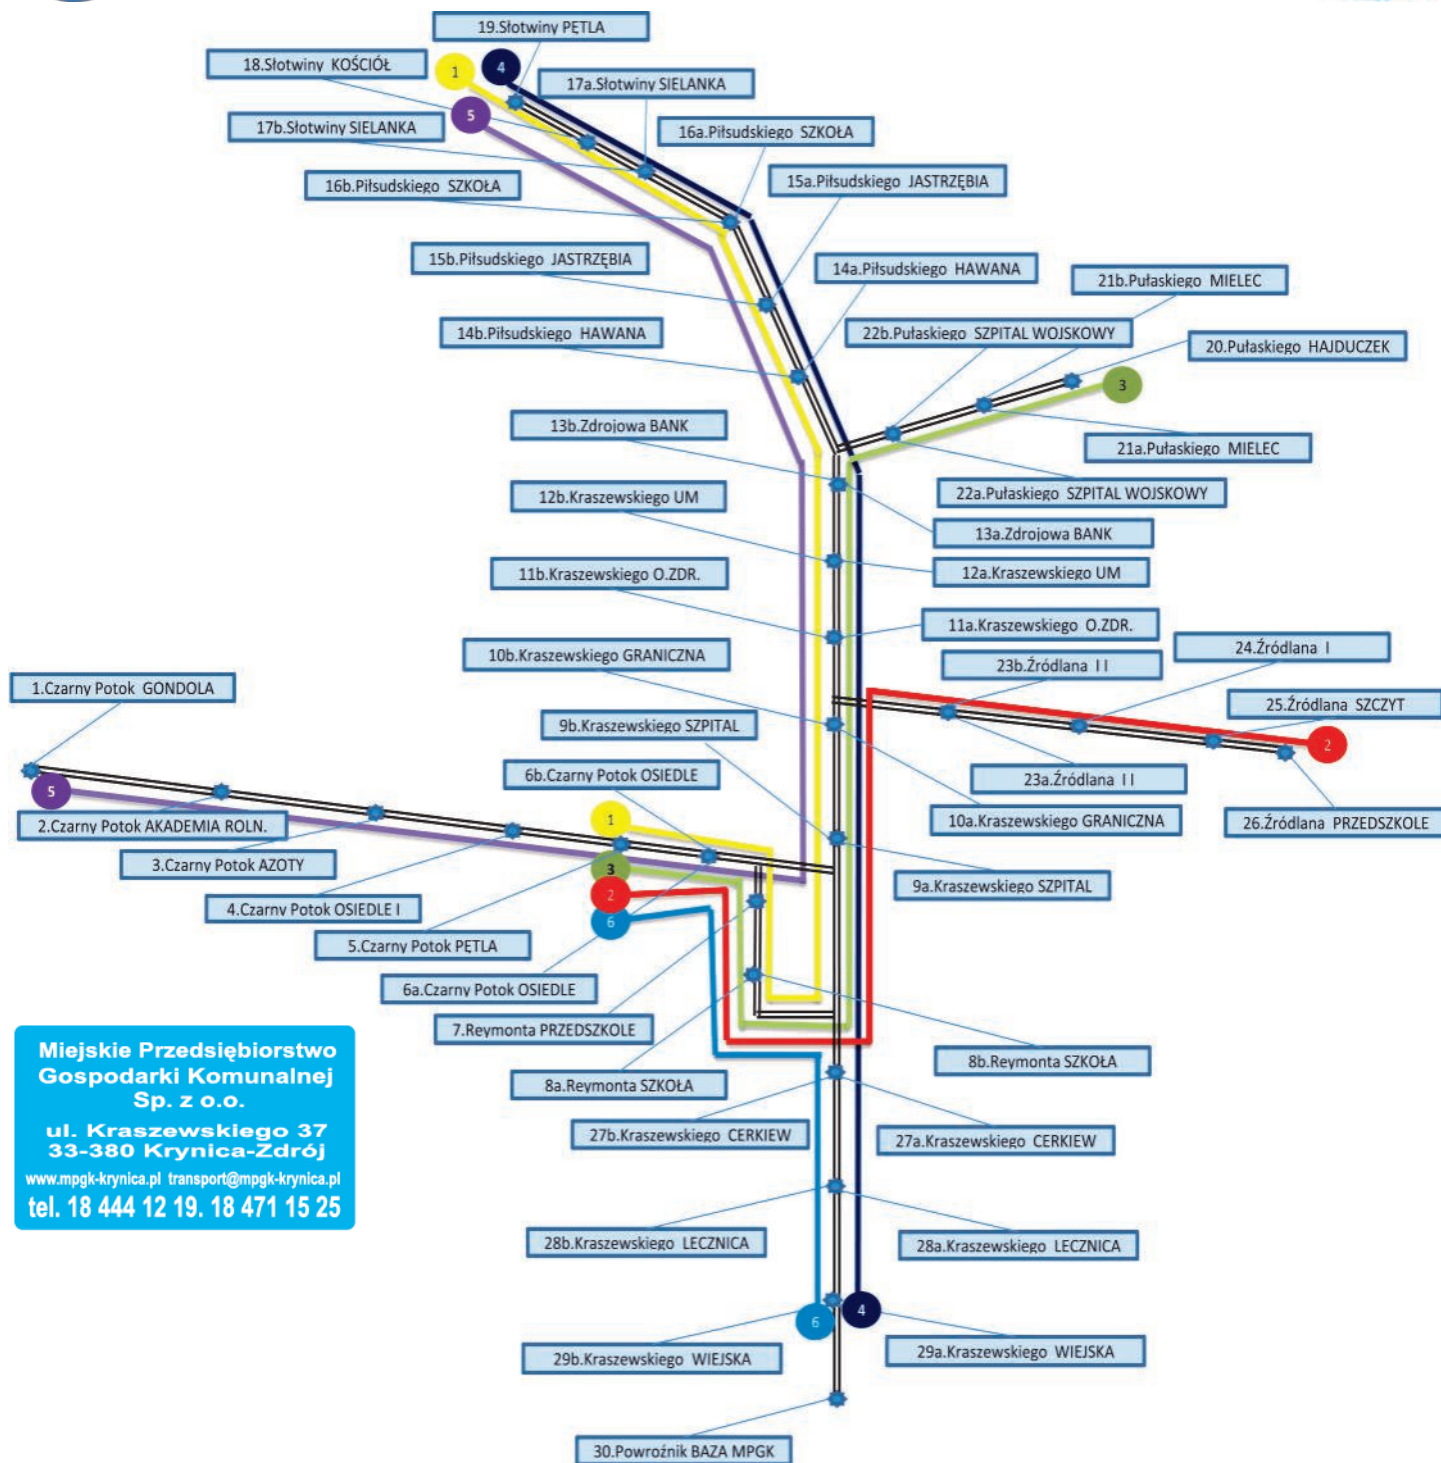 19.Słotwiny PĘTLA
18.Słotwiny KOŚCIÓŁ
1
4
17a.Słotwiny SIELANKA
5
17b.Słotwiny SIELANKA
16a.Piłsudskiego SZKOŁA
16b.Piłsudskiego SZKOŁA
15a.Piłsudskiego JASTRZĘBIA
15b.Piłsudskiego JASTRZĘBIA
14a.Piłsudskiego HAWANA
21b.Pułaskiego MIELEC
14b.Piłsudskiego HAWANA
22b.Pułaskiego SZPITAL WOJSKOWY
20.Pułaskiego HAJDUCZEK
3
13b.Zdrojowa BANK
21a.Pułaskiego MIELEC
12b.Kraszewskiego UM
22a.Pułaskiego SZPITAL WOJSKOWY
13a.Zdrojowa BANK
11b.Kraszewskiego O.ZDR.
12a.Kraszewskiego UM
11a.Kraszewskiego O.ZDR.
10b.Kraszewskiego GRANICZNA
23b.Źródlana I I
24.Źródlana I
1.Czarny Potok GONDOLA
25.Źródlana SZCZYT
9b.Kraszewskiego SZPITAL
2
6b.Czarny Potok OSIEDLE
23a.Źródlana I I
5
1
2.Czarny Potok AKADEMIA ROLN.
10a.Kraszewskiego GRANICZNA
26.Źródlana PRZEDSZKOLE
3.Czarny Potok AZOTY
3
9a.Kraszewskiego SZPITAL
2
4.Czarny Potok OSIEDLE I
6
5.Czarny Potok PĘTLA
6a.Czarny Potok OSIEDLE
7.Reymonta PRZEDSZKOLE
8b.Reymonta SZKOŁA
8a.Reymonta SZKOŁA
Miejskie Przedsiębiorstwo
Gospodarki Komunalnej
Sp. z o.o.
ul. Kraszewskiego 37
33-380 Krynica-Zdrój
www.mpgk-krynica.pl transport@mpgk-krynica.pl
tel. 18 444 12 19. 18 471 15 25
27b.Kraszewskiego CERKIEW
27a.Kraszewskiego CERKIEW
28b.Kraszewskiego LECZNICA
28a.Kraszewskiego LECZNICA
6
4
29b.Kraszewskiego WIEJSKA
29a.Kraszewskiego WIEJSKA
30.Powroźnik BAZA MPGK